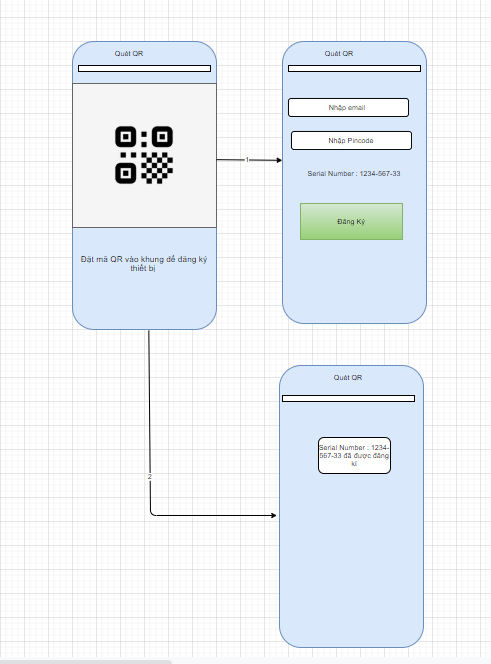 Quét QR
Đặt mã QR vào khung để đăng ký
thiết bị
1
Quét QR
Nhập email
Nhập Pincode
Serial Number : 1234-567-33
Đăng Ký
2
Quét QR
Serial Number : 1234-
567-33 đã được đăng
kí